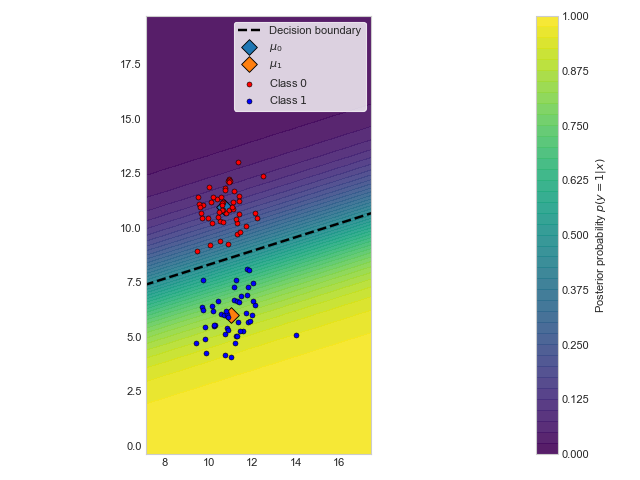 Decision boundary
μ₀
μ₁
Class 0
Class 1
17.5
15.0
12.5
10.0
7.5
5.0
2.5
0.0
8 10 12 14 16
1.000
0.875
0.750
0.625
0.500
0.375
0.250
0.125
0.000
Posterior probability p(y = 1|x)